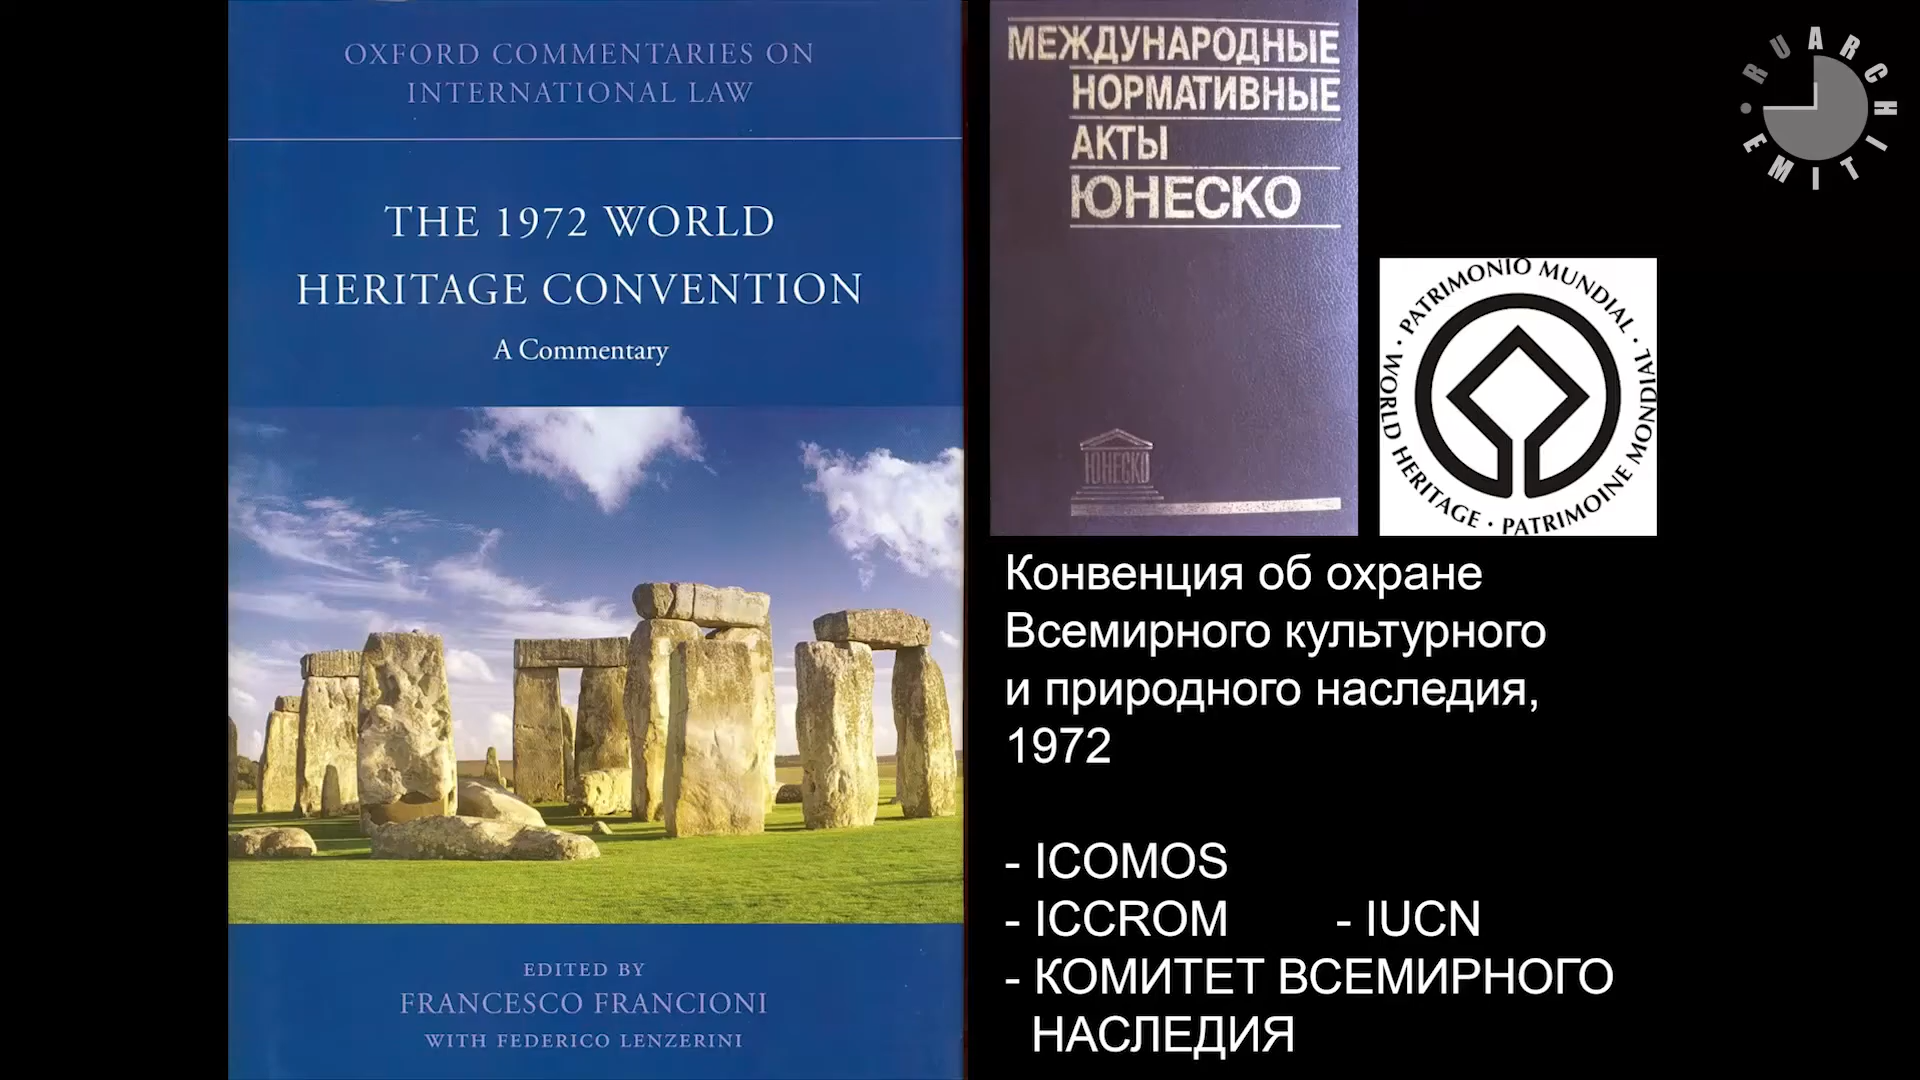 OXFORD COMMENTARIES ON
INTERNATIONAL LAW
THE 1972 WORLD
HERITAGE CONVENTION
A Commentary
EDITED BY
FRANCESCO FRANCIONI
WITH FEDERICO LENZERINI
МЕЖДУНАРОДНЫЕ
НОРМАТИВНЫЕ
АКТЫ
ЮНЕСКО
ЮНЕСКО
• RUARCHITIME
· PATRIMONIO MUNDIAL · PATRIMOINE MONDIAL · WORLD HERITAGE
Конвенция об охране
Всемирного культурного
и природного наследия,
1972
- ICOMOS
- ICCROM - IUCN
- КОМИТЕТ ВСЕМИРНОГО
НАСЛЕДИЯ